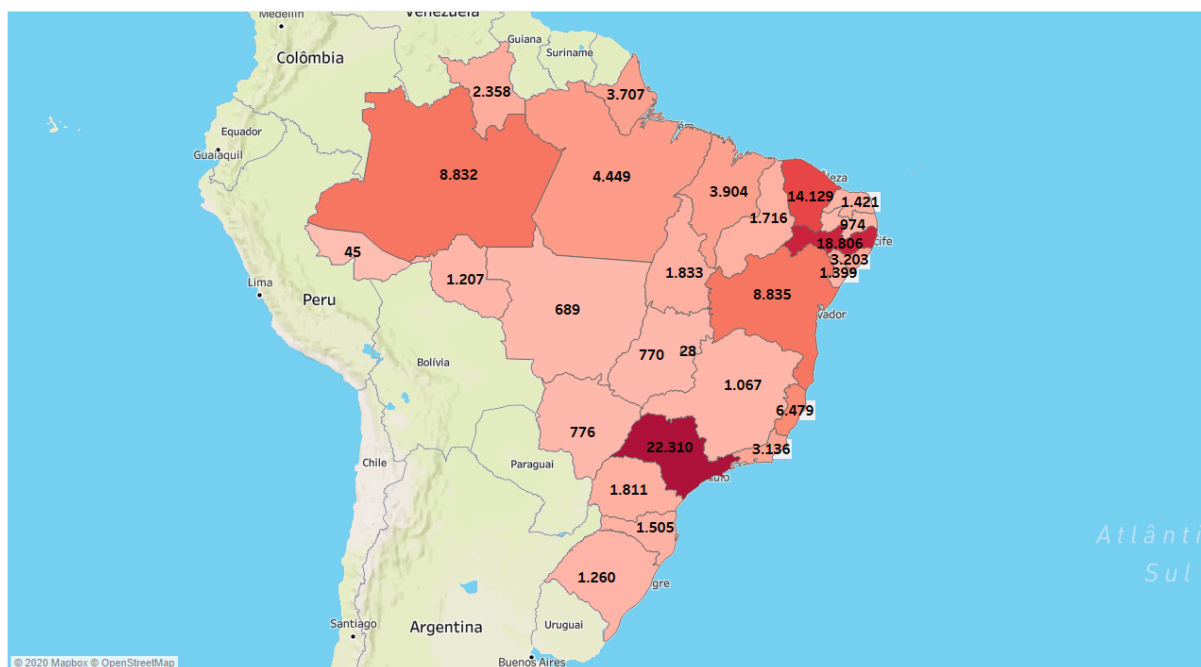 Medellín
Venezuela
Guiana
Suriname
Colômbia
2.358
3.707
Equador
Guaiaquil
8.832
4.449
3.904
1.716
14.129
1.421
974
18.806
3.203
1.399
45
1.207
1.833
Lima
Peru
689
8.835
Bolívia
770
28
1.067
6.479
776
22.310
3.136
Chile
Paraguai
1.811
1.505
Atlânti
Sul
1.260
Santiago
Argentina
Uruguai
Buenos Aires
© 2020 Mapbox © OpenStreetMap